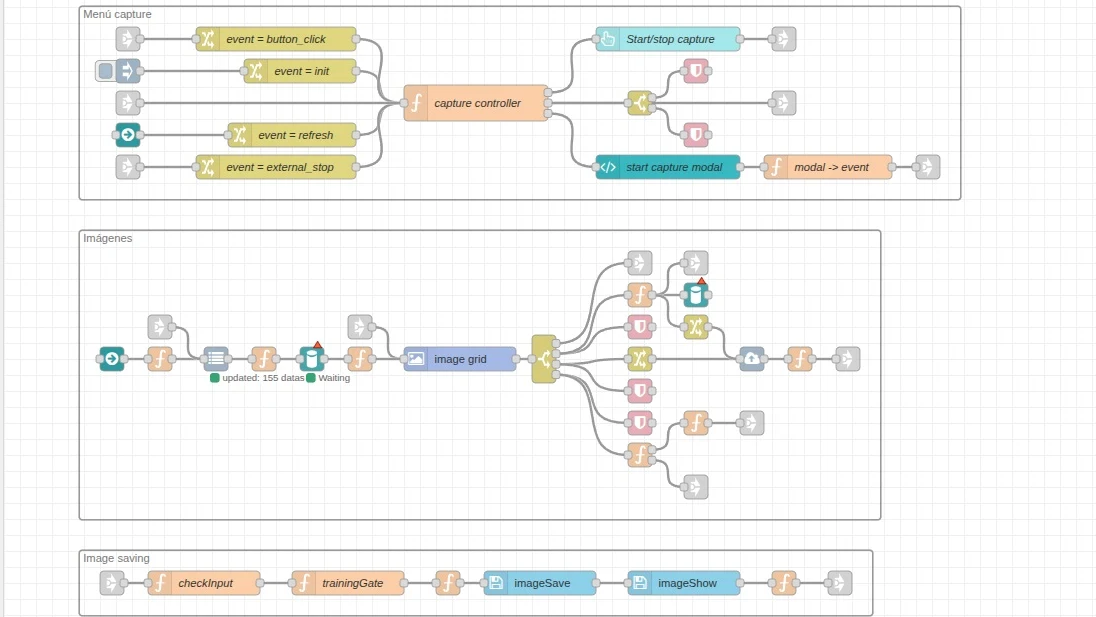 Menú capture
event = button_click
Start/stop capture
event = init
capture controller
event = refresh
event = external_stop
start capture modal
modal -> event
Imágenes
image grid
updated: 155 datas
Waiting
Image saving
checkInput
trainingGate
imageSave
imageShow